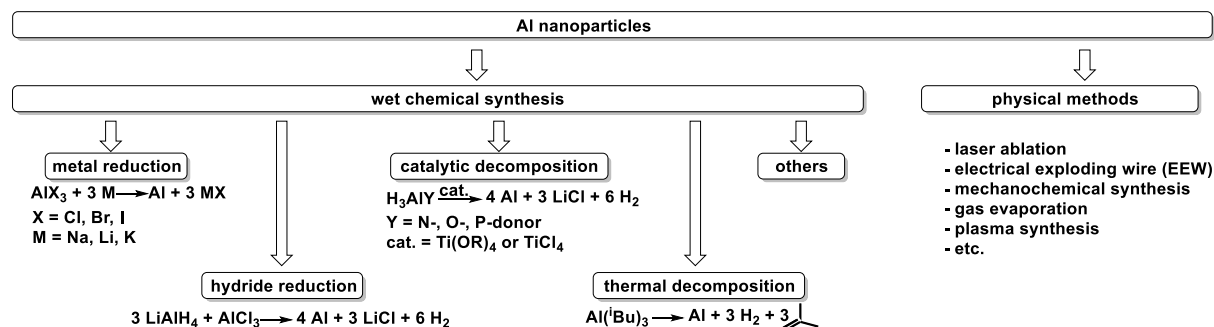 Al nanoparticles
wet chemical synthesis
physical methods
metal reduction
AlX₃ + 3 M → Al + 3 MX
X = Cl, Br, I
M = Na, Li, K
catalytic decomposition
cat.
H₃AlY → 4 Al + 3 LiCl + 6 H₂
Y = N-, O-, P-donor
cat. = Ti(OR)₄ or TiCl₄
others
- laser ablation
- electrical exploding wire (EEW)
- mechanochemical synthesis
- gas evaporation
- plasma synthesis
- etc.
hydride reduction
3 LiAlH₄ + AlCl₃ → 4 Al + 3 LiCl + 6 H₂
thermal decomposition
Al(ⁱBu)₃ → Al + 3 H₂ + 3